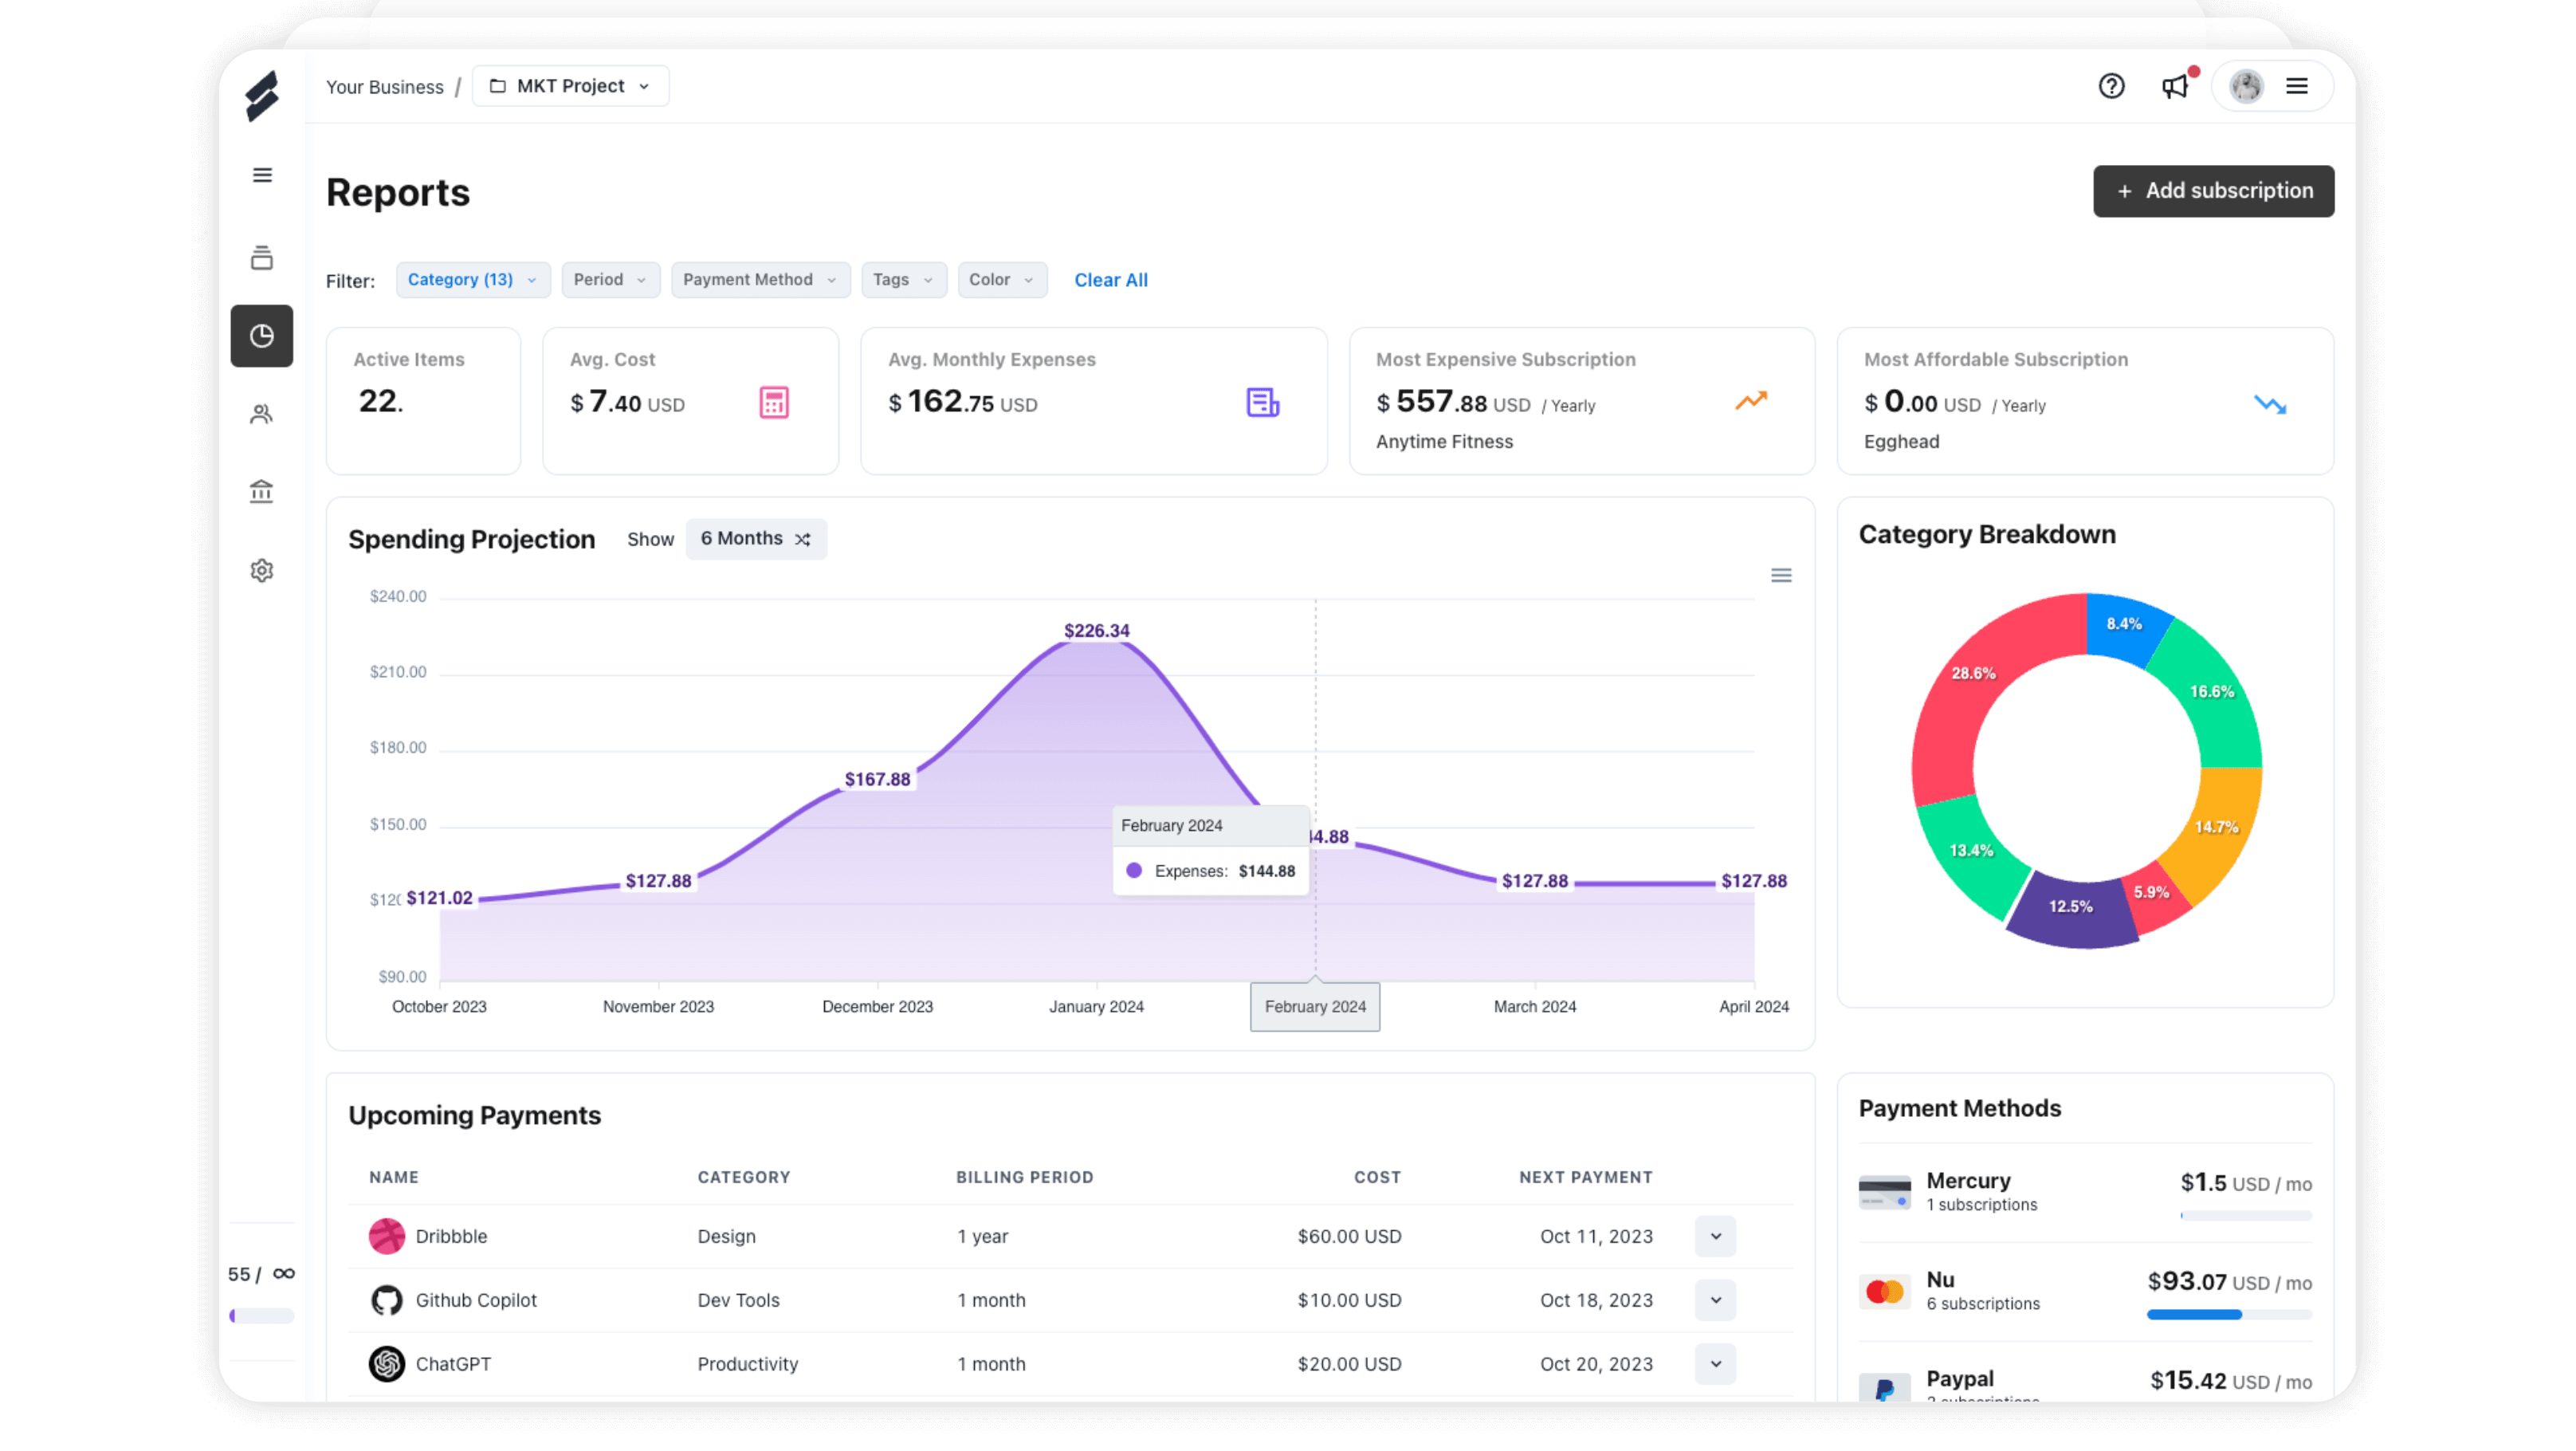 Your Business / MKT Project
Reports
+ Add subscription
Filter: Category (13) Period Payment Method Tags Color Clear All
Active Items
22.
Avg. Cost
$ 7.40 USD
Avg. Monthly Expenses
$ 162.75 USD
Most Expensive Subscription
$ 557.88 USD / Yearly
Anytime Fitness
Most Affordable Subscription
$ 0.00 USD / Yearly
Egghead
Spending Projection Show 6 Months
$240.00
$210.00
$180.00
$150.00
$120
$90.00
$121.02
$127.88
$167.88
$226.34
4.88
$127.88
$127.88
February 2024
Expenses: $144.88
October 2023 November 2023 December 2023 January 2024 February 2024 March 2024 April 2024
Category Breakdown
8.4%
16.6%
14.7%
5.9%
12.5%
13.4%
28.6%
Upcoming Payments
NAME CATEGORY BILLING PERIOD COST NEXT PAYMENT
Dribbble Design 1 year $60.00 USD Oct 11, 2023
Github Copilot Dev Tools 1 month $10.00 USD Oct 18, 2023
ChatGPT Productivity 1 month $20.00 USD Oct 20, 2023
Payment Methods
Mercury $1.5 USD / mo
1 subscriptions
Nu $93.07 USD / mo
6 subscriptions
Paypal $15.42 USD / mo
subscriptions
55 / ∞